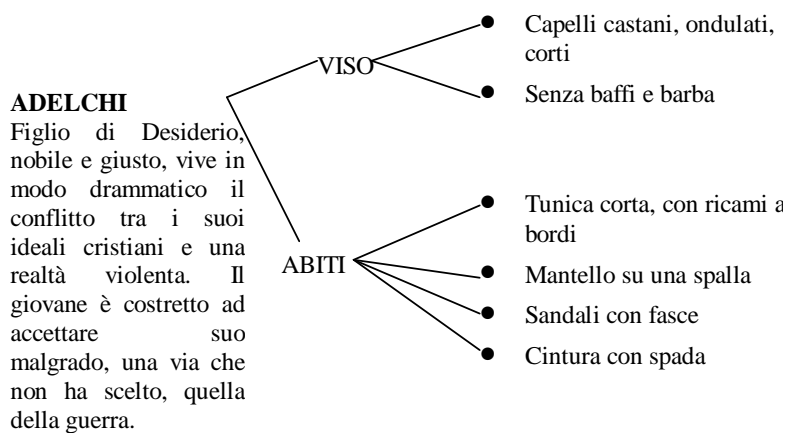 ADELCHI
Figlio di Desiderio,
nobile e giusto, vive in
modo drammatico il
conflitto tra i suoi
ideali cristiani e una
realtà violenta. Il
giovane è costretto ad
accettare suo
malgrado, una via che
non ha scelto, quella
della guerra.
VISO
Capelli castani, ondulati,
corti
Senza baffi e barba
ABITI
Tunica corta, con ricami a
bordi
Mantello su una spalla
Sandali con fasce
Cintura con spada